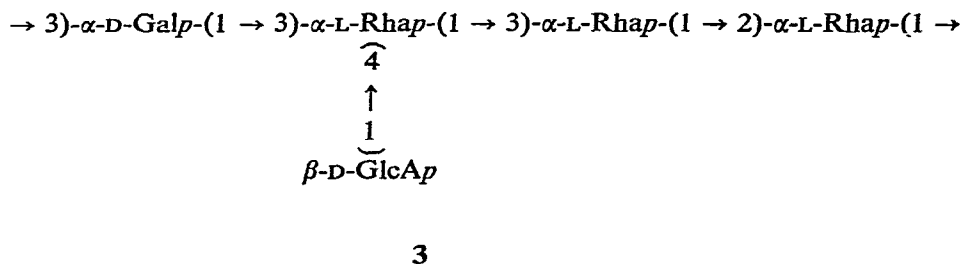 → 3)-α-D-Galp-(1 → 3)-α-L-Rhap-(1 → 3)-α-L-Rhap-(1 → 2)-α-L-Rhap-(1 →
4
↑
1
β-D-GlcAp
3